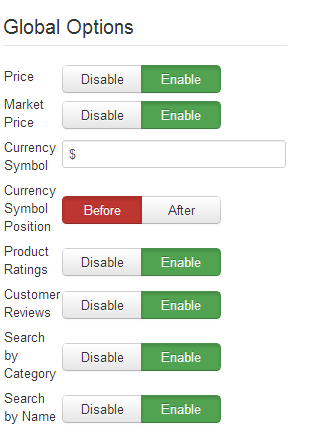 Global Options
Price Disable Enable
Market
Price Disable Enable
Currency
Symbol $
Currency
Symbol
Position Before After
Product
Ratings Disable Enable
Customer
Reviews Disable Enable
Search
by
Category Disable Enable
Search
by Name Disable Enable